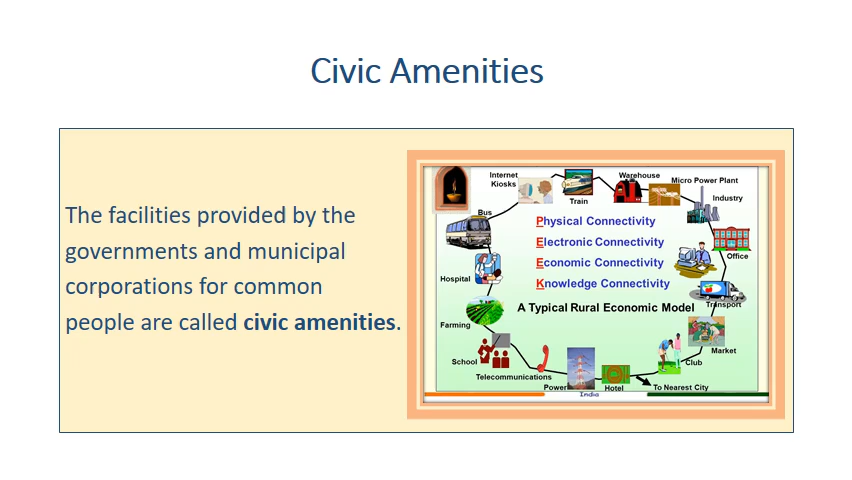 Civic Amenities
The facilities provided by the
governments and municipal
corporations for common
people are called civic amenities.
Internet
Kiosks
Train
Warehouse
Micro Power Plant
Industry
Bus
Physical Connectivity
Electronic Connectivity
Economic Connectivity
Knowledge Connectivity
Office
Hospital
A Typical Rural Economic Model
Transport
Farming
Market
School
Club
Telecommunications
Power
Hotel
To Nearest City
India